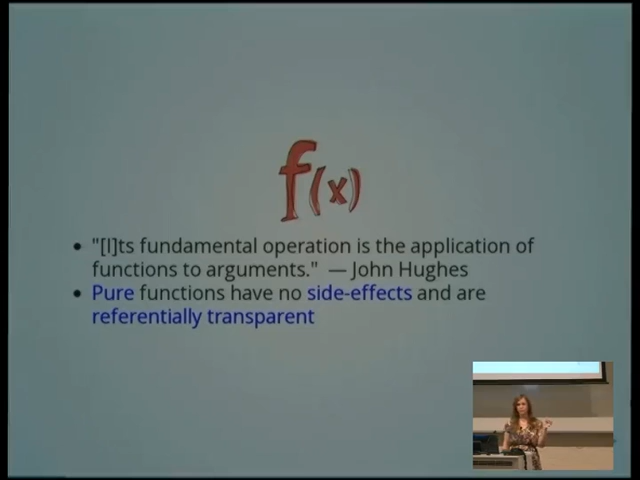 f(x)
"[I]ts fundamental operation is the application of
functions to arguments." — John Hughes
Pure functions have no side-effects and are
referentially transparent